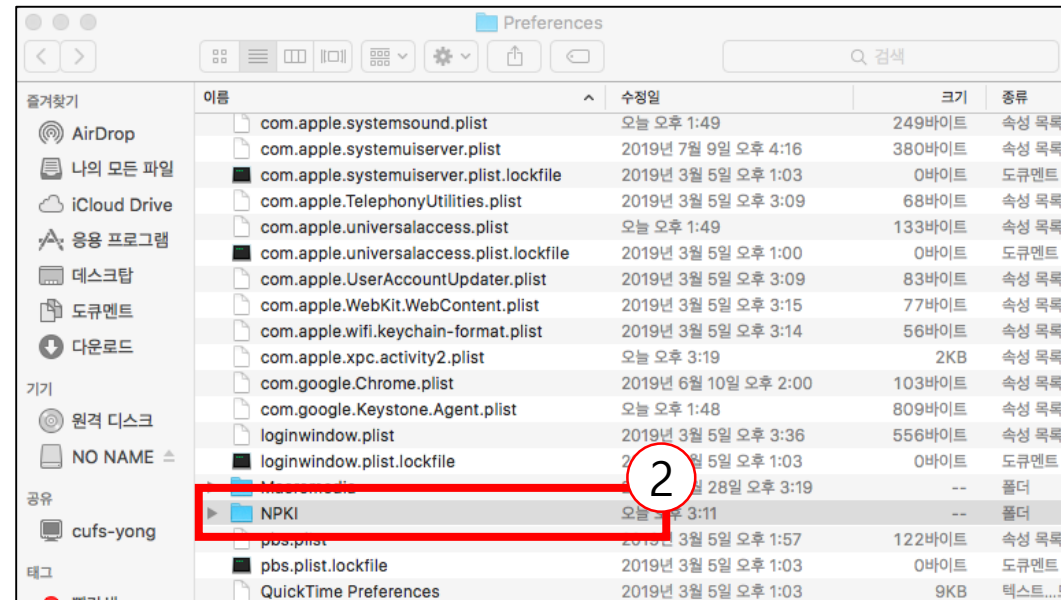 Preferences
검색
즐겨찾기
AirDrop
나의 모든 파일
iCloud Drive
응용 프로그램
데스크탑
도큐멘트
다운로드
기기
원격 디스크
NO NAME
공유
cufs-yong
태그
이름 수정일 크기 종류
com.apple.systemsound.plist 오늘 오후 1:49 249바이트 속성 목록
com.apple.systemuiserver.plist 2019년 7월 9일 오후 4:16 380바이트 속성 목록
com.apple.systemuiserver.plist.lockfile 2019년 3월 5일 오후 1:03 0바이트 도큐멘트
com.apple.TelephonyUtilities.plist 2019년 3월 5일 오후 3:09 68바이트 속성 목록
com.apple.universalaccess.plist 오늘 오후 1:49 133바이트 속성 목록
com.apple.universalaccess.plist.lockfile 2019년 3월 5일 오후 1:00 0바이트 도큐멘트
com.apple.UserAccountUpdater.plist 2019년 3월 5일 오후 3:09 83바이트 속성 목록
com.apple.WebKit.WebContent.plist 2019년 3월 5일 오후 3:15 77바이트 속성 목록
com.apple.wifi.keychain-format.plist 2019년 3월 5일 오후 3:14 56바이트 속성 목록
com.apple.xpc.activity2.plist 오늘 오후 3:19 2KB 속성 목록
com.google.Chrome.plist 2019년 6월 10일 오후 2:00 103바이트 속성 목록
com.google.Keystone.Agent.plist 오늘 오후 1:48 809바이트 속성 목록
loginwindow.plist 2019년 3월 5일 오후 3:36 556바이트 속성 목록
loginwindow.plist.lockfile 5일 오후 1:03 0바이트 도큐멘트
2
Macromedia 28일 오후 3:19 -- 폴더
NPKI 오늘 오후 3:11 -- 폴더
pbs.plist 2019년 3월 5일 오후 1:57 122바이트 속성 목록
pbs.plist.lockfile 2019년 3월 5일 오후 1:03 0바이트 도큐멘트
QuickTime Preferences 2019년 3월 5일 오후 1:03 9KB 텍스트...